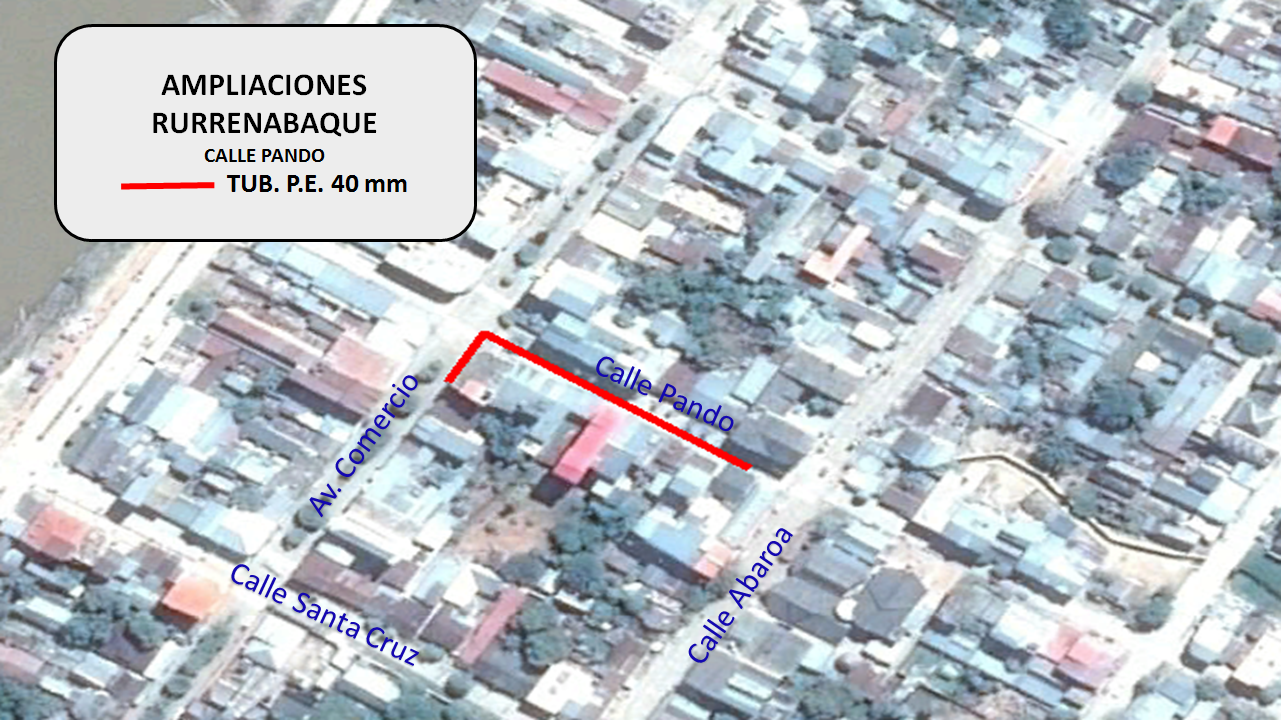 AMPLIACIONES
RURRENABAQUE
CALLE PANDO
TUB. P.E. 40 mm
Calle Pando
Av. Comercio
Calle Abaroa
Calle Santa Cruz